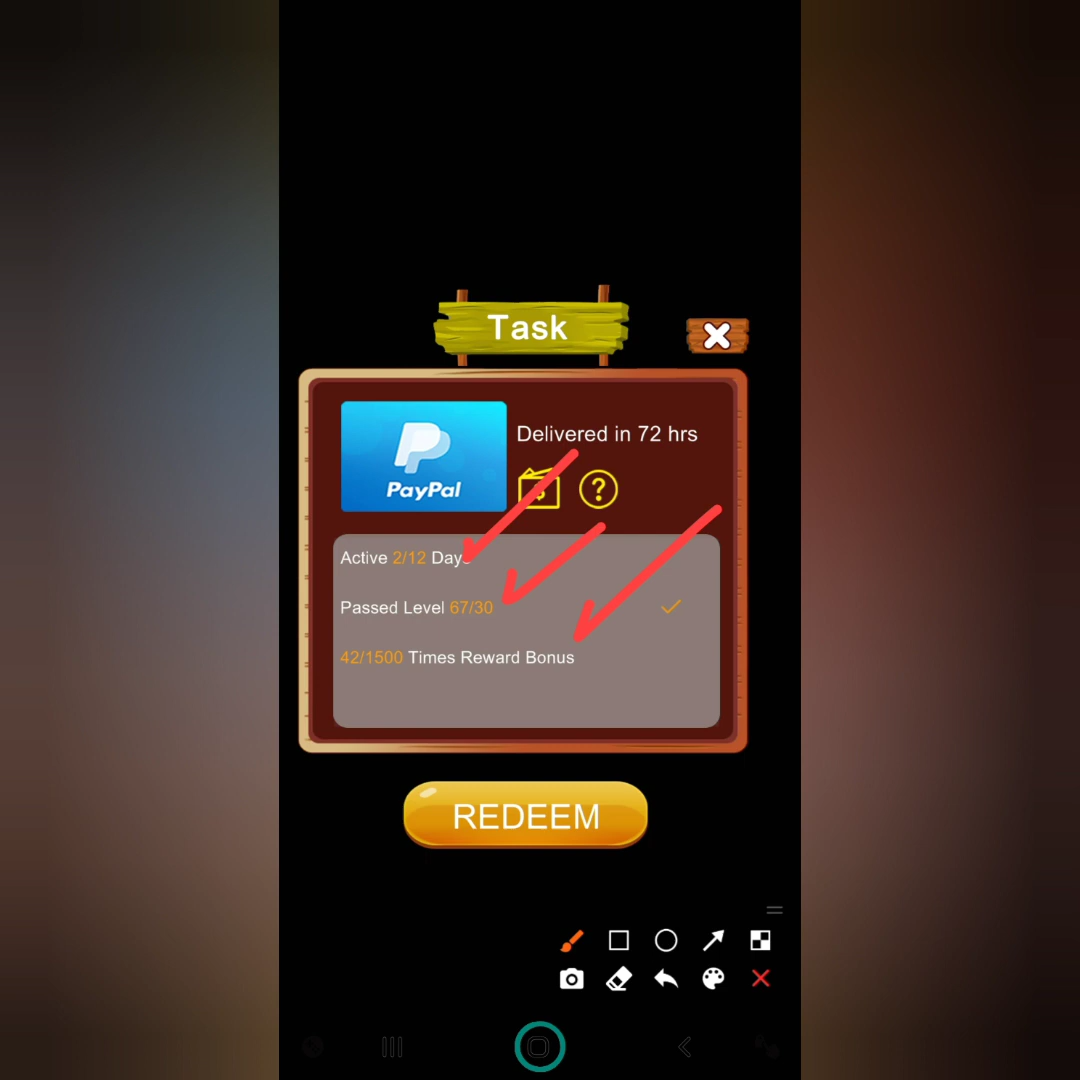 Task
Delivered in 72 hrs
PayPal
?
Active 2/12 Days
Passed Level 67/30
42/1500 Times Reward Bonus
REDEEM